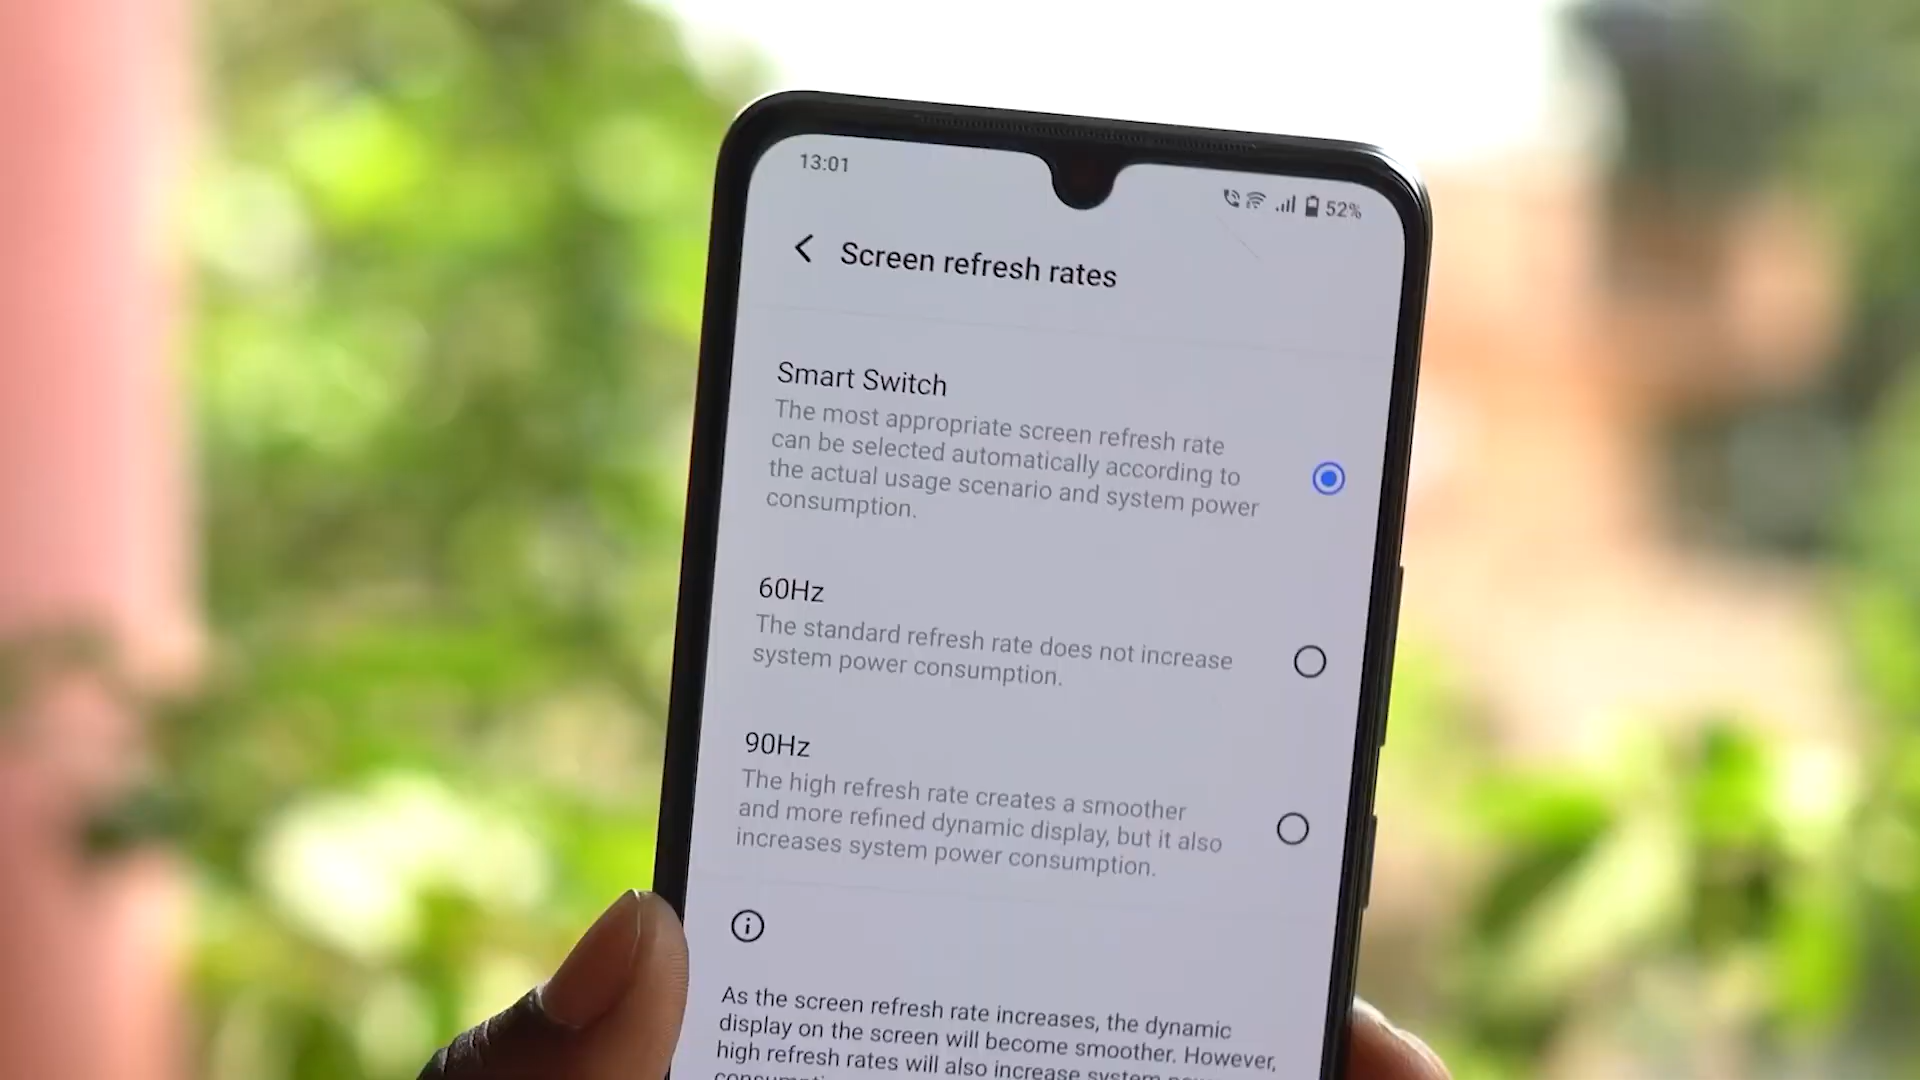 13:01
52%
Screen refresh rates
Smart Switch
The most appropriate screen refresh rate
can be selected automatically according to
the actual usage scenario and system power
consumption.
60Hz
The standard refresh rate does not increase
system power consumption.
90Hz
The high refresh rate creates a smoother
and more refined dynamic display, but it also
increases system power consumption.
As the screen refresh rate increases, the dynamic
display on the screen will become smoother. However,
high refresh rates will also increase system